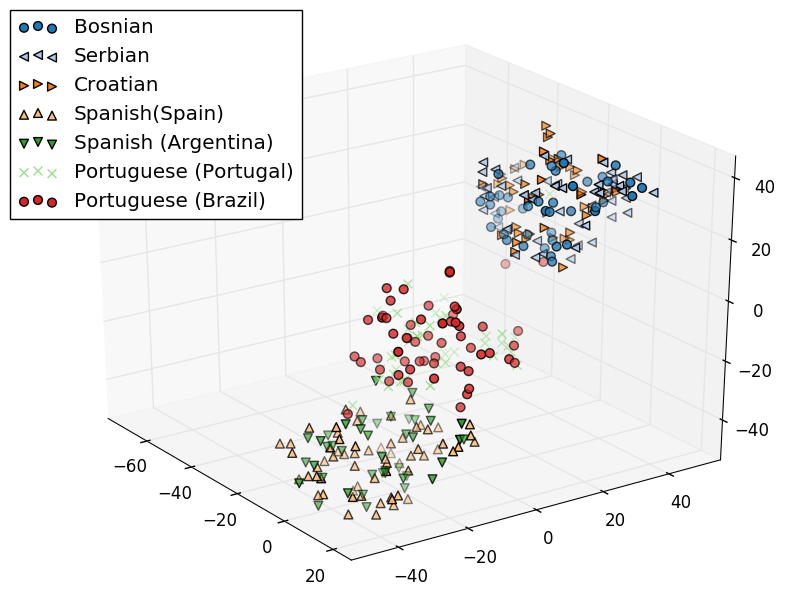 Bosnian
Serbian
Croatian
Spanish(Spain)
Spanish (Argentina)
Portuguese (Portugal)
Portuguese (Brazil)
40
20
0
−20
−40
−60
−40
−20
0
20
−40
−20
0
20
40